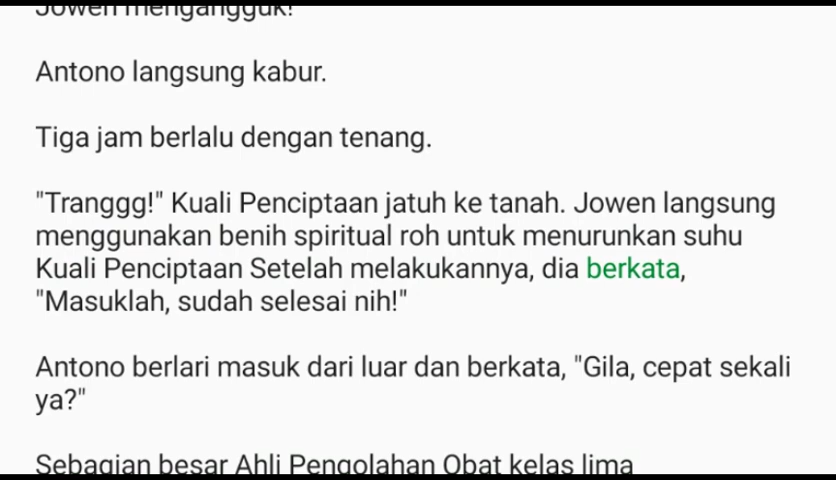 Jowen mengangguk!
Antono langsung kabur.
Tiga jam berlalu dengan tenang.
"Tranggg!" Kuali Penciptaan jatuh ke tanah. Jowen langsung
menggunakan benih spiritual roh untuk menurunkan suhu
Kuali Penciptaan Setelah melakukannya, dia berkata,
"Masuklah, sudah selesai nih!"
Antono berlari masuk dari luar dan berkata, "Gila, cepat sekali
ya?"
Sebagian besar Ahli Pengolahan Obat kelas lima